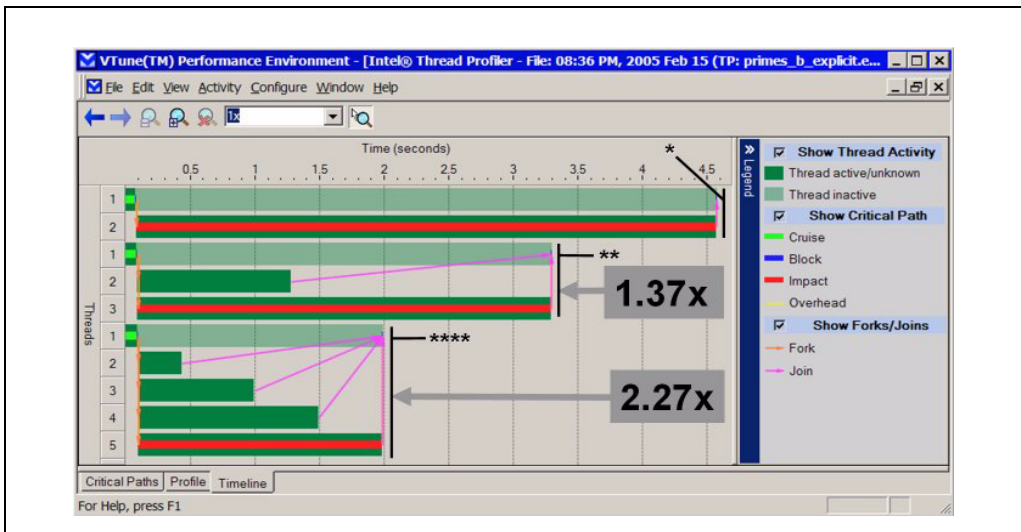 VTune(TM) Performance Environment - [Intel® Thread Profiler - File: 08:36 PM, 2005 Feb 15 (TP: primes_b_explicit.e...
File Edit View Activity Configure Window Help
1x
Time (seconds)
0.5 1 1.5 2 2.5 3 3.5 4 4.5
*
1
2
1
**
2
1.37x
3
1
****
2
3
2.27x
4
5
Threads
Legend
Show Thread Activity
Thread active/unknown
Thread inactive
Show Critical Path
Cruise
Block
Impact
Overhead
Show Forks/Joins
Fork
Join
Critical Paths Profile Timeline
For Help, press F1